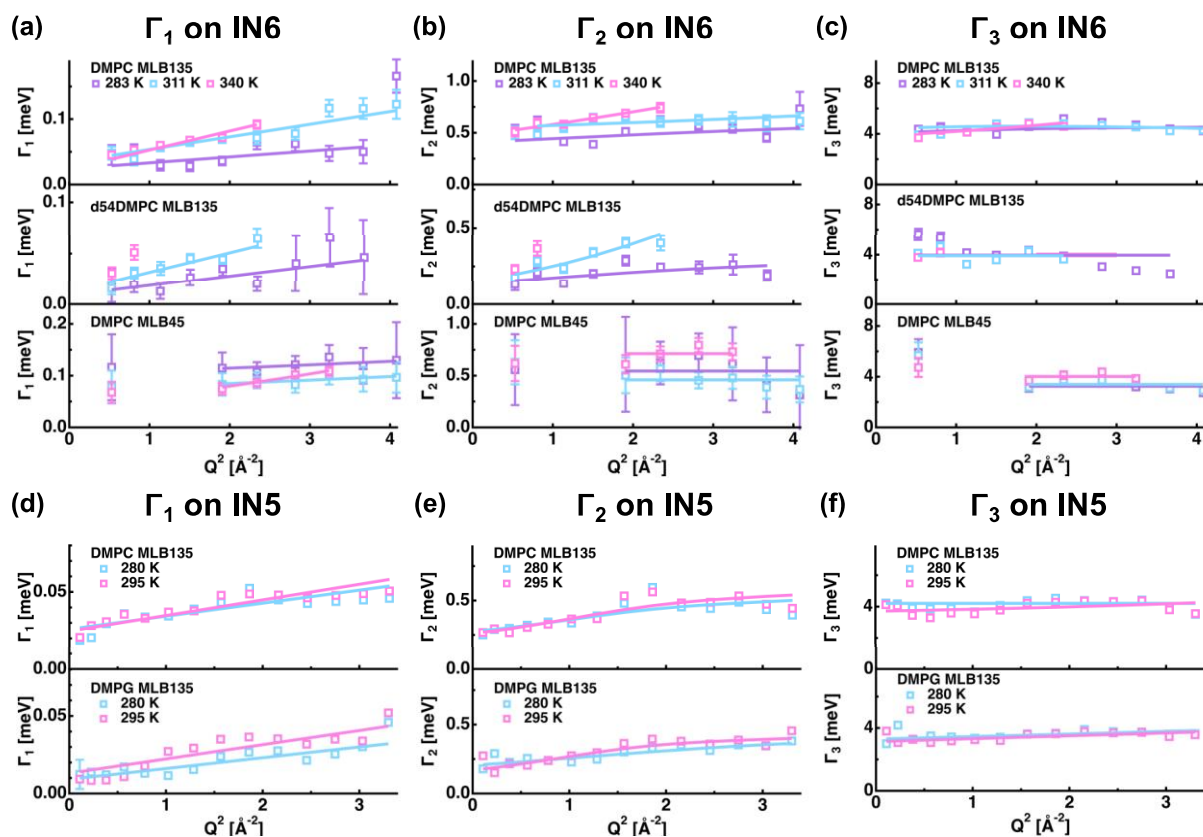 (a) Γ₁ on IN6
(b) Γ₂ on IN6
(c) Γ₃ on IN6
DMPC MLB135
283 K 311 K 340 K
Γ₁ [meV]
0.1
0.0
d54DMPC MLB135
Γ₁ [meV]
0.1
0.0
DMPC MLB45
Γ₁ [meV]
0.2
0.1
0.0
0 1 2 3 4
Q² [Å⁻²]
DMPC MLB135
283 K 311 K 340 K
Γ₂ [meV]
1.0
0.5
0.0
d54DMPC MLB135
Γ₂ [meV]
0.5
0.0
DMPC MLB45
Γ₂ [meV]
1.0
0.5
0.0
0 1 2 3 4
Q² [Å⁻²]
DMPC MLB135
283 K 311 K 340 K
Γ₃ [meV]
8
4
0
d54DMPC MLB135
Γ₃ [meV]
8
4
0
DMPC MLB45
Γ₃ [meV]
8
4
0
0 1 2 3 4
Q² [Å⁻²]
(d) Γ₁ on IN5
(e) Γ₂ on IN5
(f) Γ₃ on IN5
DMPC MLB135
280 K
295 K
Γ₁ [meV]
0.05
0.00
DMPG MLB135
280 K
295 K
Γ₁ [meV]
0.05
0.00
0 1 2 3
Q² [Å⁻²]
DMPC MLB135
280 K
295 K
Γ₂ [meV]
0.5
0.0
DMPG MLB135
280 K
295 K
Γ₂ [meV]
0.5
0.0
0 1 2 3
Q² [Å⁻²]
DMPC MLB135
280 K
295 K
Γ₃ [meV]
8
4
0
DMPG MLB135
280 K
295 K
Γ₃ [meV]
8
4
0
0 1 2 3
Q² [Å⁻²]